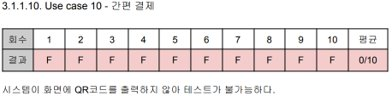 3.1.1.10. Use case 10 - 간편 결제
회수 1 2 3 4 5 6 7 8 9 10 평균
결과 F F F F F F F F F F 0/10
시스템이 화면에 QR코드를 출력하지 않아 테스트가 불가능하다.